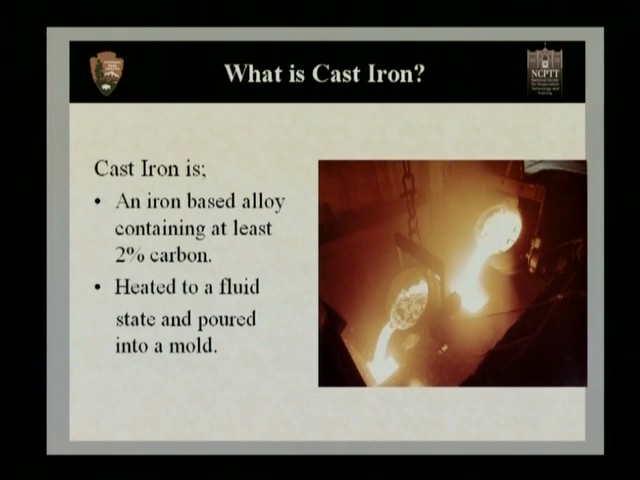 What is Cast Iron?
NCPTT
Cast Iron is;
• An iron based alloy
containing at least
2% carbon.
• Heated to a fluid
state and poured
into a mold.